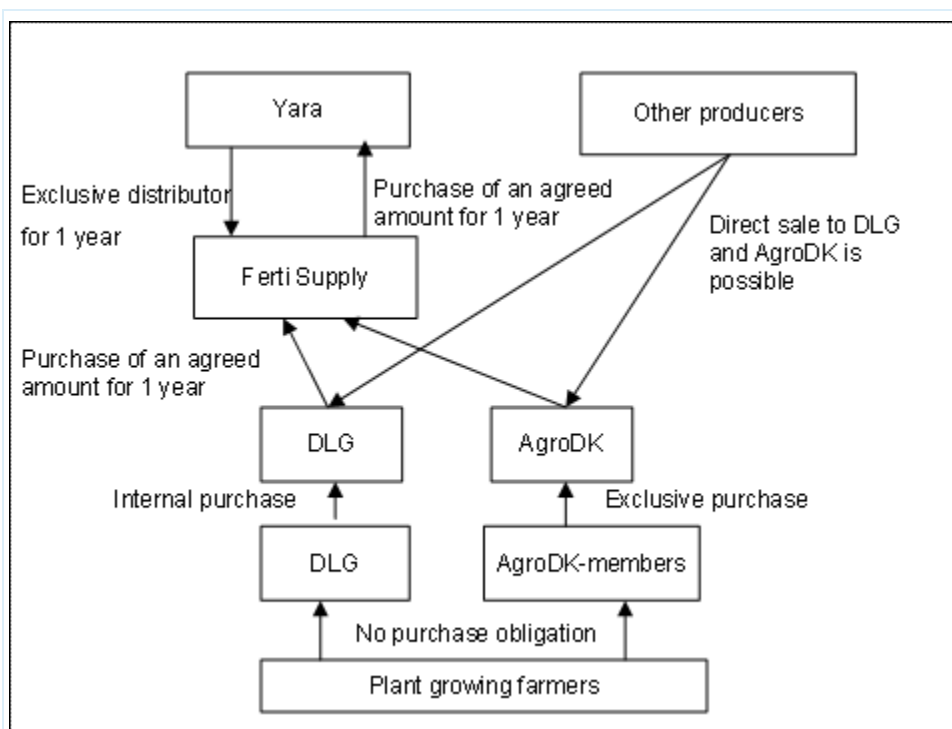 Yara
Other producers
Exclusive distributor
for 1 year
Purchase of an agreed
amount for 1 year
Direct sale to DLG
and AgroDK is
possible
Ferti Supply
Purchase of an agreed
amount for 1 year
DLG
AgroDK
Internal purchase
Exclusive purchase
DLG
AgroDK-members
No purchase obligation
Plant growing farmers